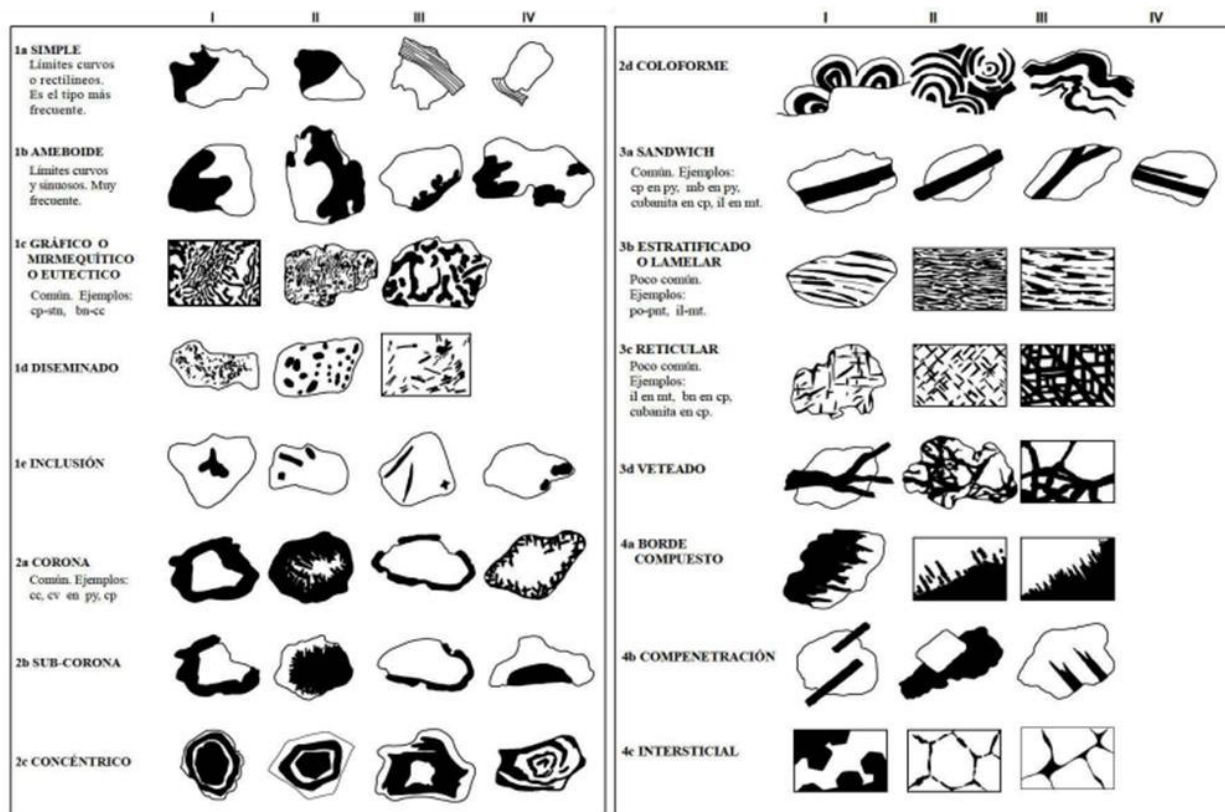 I II III IV
1a SIMPLE
Límites curvos
o rectilíneos.
Es el tipo más
frecuente.
1b AMEBOIDE
Límites curvos
y sinuosos. Muy
frecuente.
1c GRÁFICO O
MIRMEQUÍTICO
O EUTECTICO
Común. Ejemplos:
cp-stn, bn-cc
1d DISEMINADO
1e INCLUSIÓN
2a CORONA
Común. Ejemplos:
cc, cv en py, cp
2b SUB-CORONA
2c CONCÉNTRICO
I II III IV
2d COLOFORME
3a SANDWICH
Común. Ejemplos:
cp en py, mb en py,
cubanita en cp, il en mt.
3b ESTRATIFICADO
O LAMELAR
Poco común.
Ejemplos:
po-pnt, il-mt.
3c RETICULAR
Poco común.
Ejemplos:
il en mt, bn en cp,
cubanita en cp.
3d VETEADO
4a BORDE
COMPUESTO
4b COMPENETRACIÓN
4c INTERSTICIAL